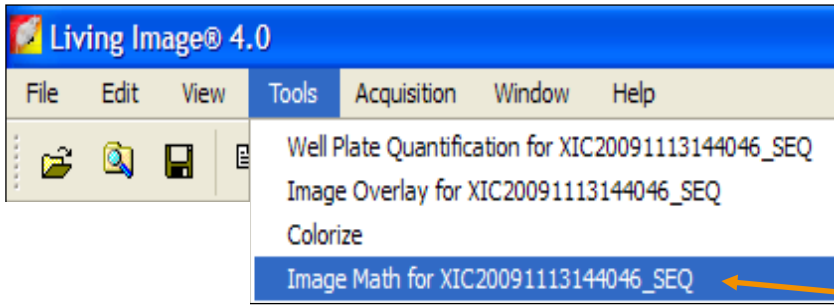 Living Image® 4.0
File Edit View Tools Acquisition Window Help
Well Plate Quantification for XIC20091113144046_SEQ
Image Overlay for XIC20091113144046_SEQ
Colorize
Image Math for XIC20091113144046_SEQ